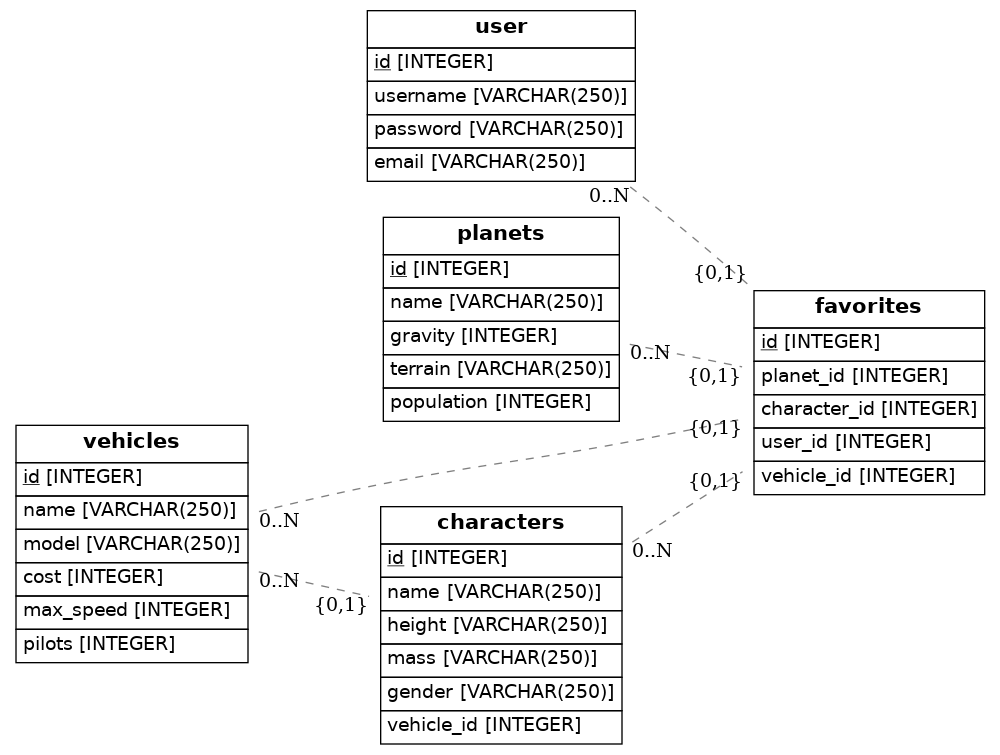 user
id [INTEGER]
username [VARCHAR(250)]
password [VARCHAR(250)]
email [VARCHAR(250)]
0..N
{0,1}
planets
id [INTEGER]
name [VARCHAR(250)]
gravity [INTEGER]
terrain [VARCHAR(250)]
population [INTEGER]
0..N
{0,1}
favorites
id [INTEGER]
planet_id [INTEGER]
character_id [INTEGER]
user_id [INTEGER]
vehicle_id [INTEGER]
{0,1}
{0,1}
vehicles
id [INTEGER]
name [VARCHAR(250)]
model [VARCHAR(250)]
cost [INTEGER]
max_speed [INTEGER]
pilots [INTEGER]
0..N
0..N
{0,1}
characters
id [INTEGER]
name [VARCHAR(250)]
height [VARCHAR(250)]
mass [VARCHAR(250)]
gender [VARCHAR(250)]
vehicle_id [INTEGER]
0..N